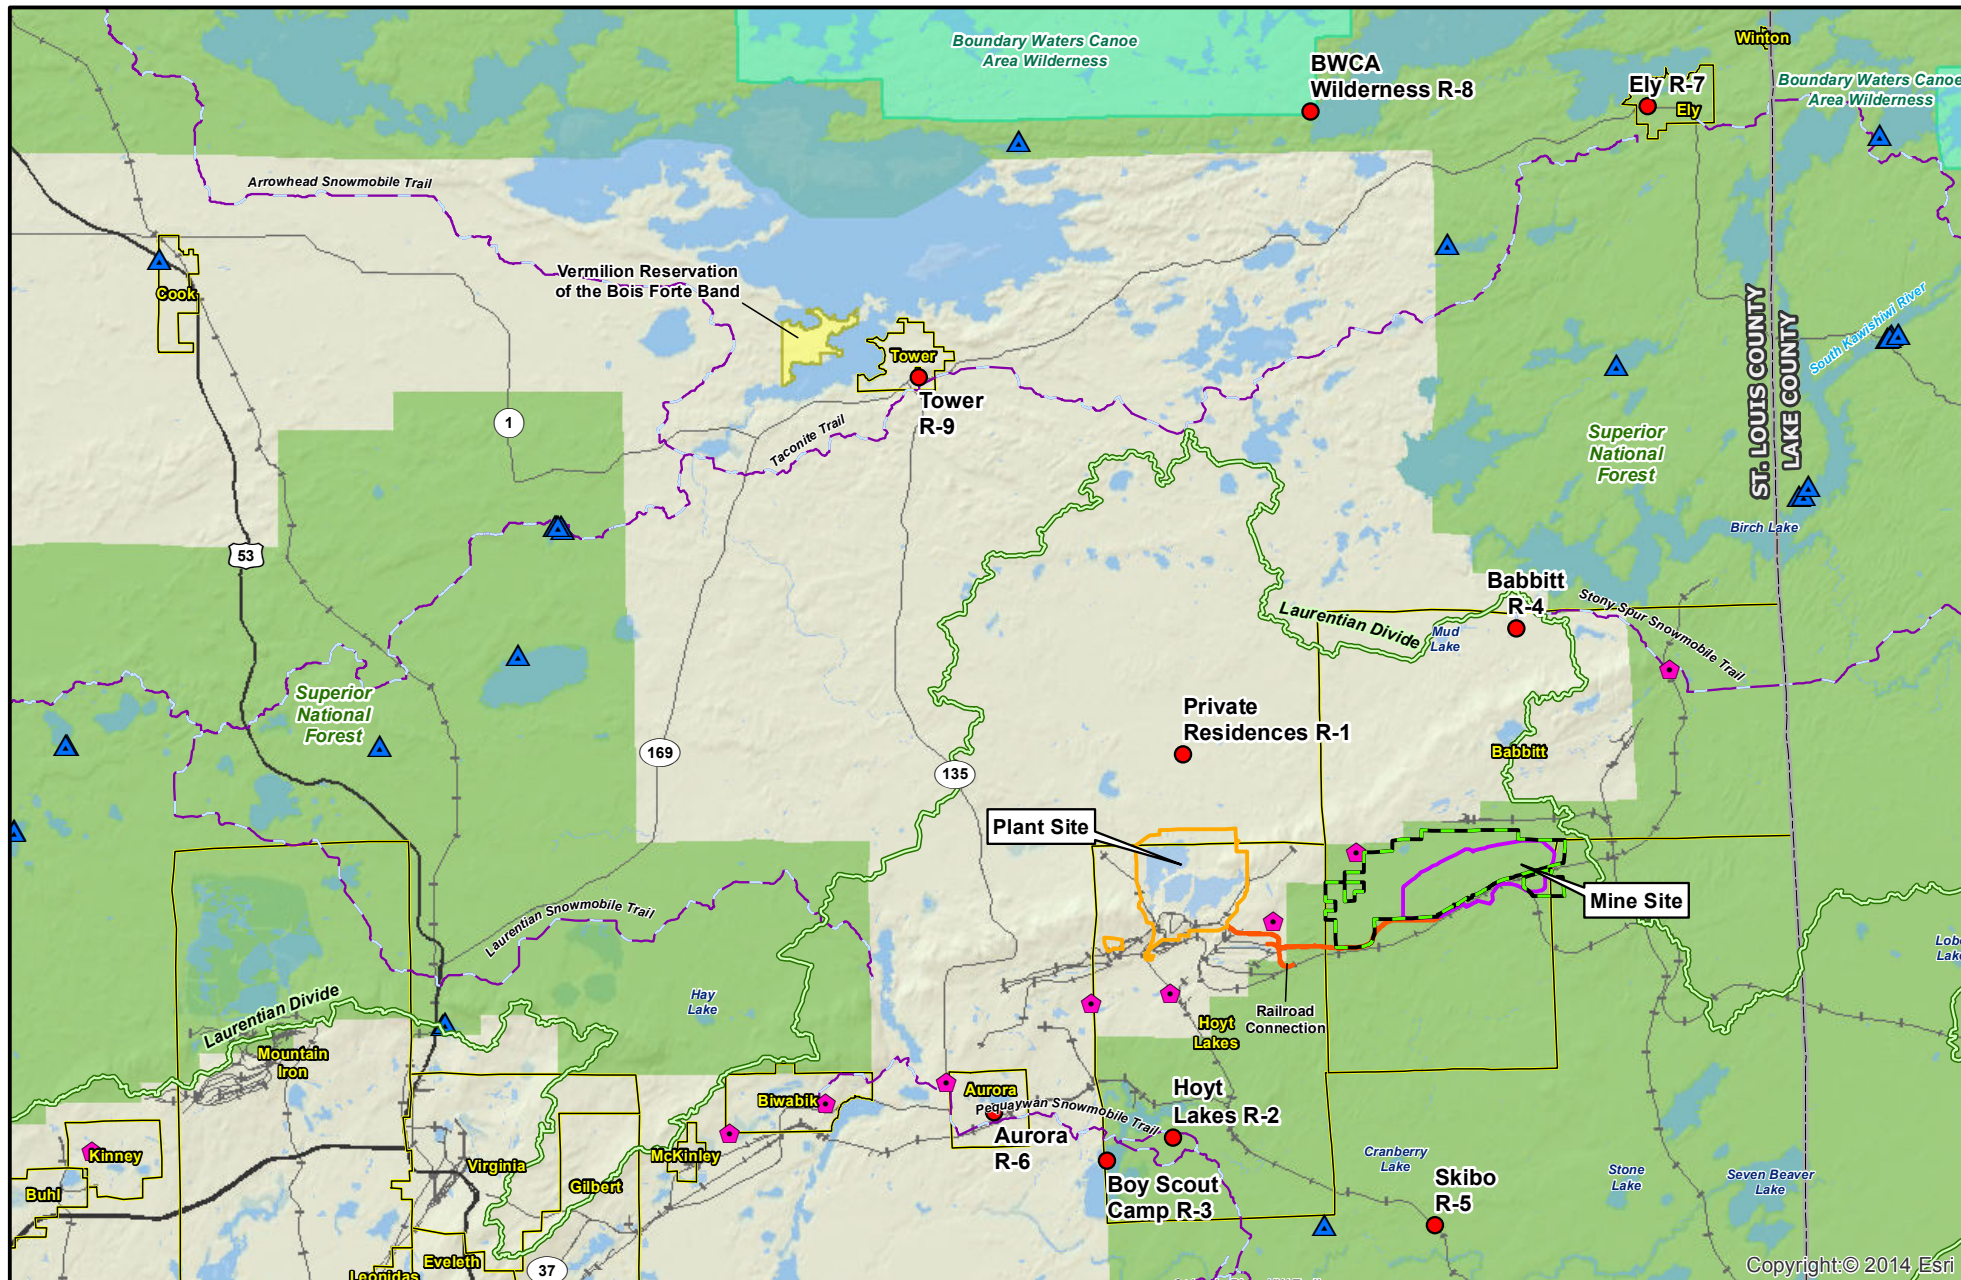 Boundary Waters Canoe
Area Wilderness
BWCA
Wilderness R-8
Winton
Ely R-7
Ely
Boundary Waters Canoe
Area Wilderness
Arrowhead Snowmobile Trail
Vermilion Reservation
of the Bois Forte Band
Cook
Tower
Tower
R-9
Taconite Trail
1
53
169
135
37
ST. LOUIS COUNTY
LAKE COUNTY
South Kawishiwi River
Superior
National
Forest
Birch Lake
Babbitt
R-4
Stony Spur Snowmobile Trail
Laurentian Divide
Mud
Lake
Superior
National
Forest
Private
Residences R-1
Babbitt
Plant Site
Mine Site
Laurentian Snowmobile Trail
Hay
Lake
Laurentian Divide
Mountain
Iron
Railroad
Connection
Hoyt
Lakes
Biwabik
Aurora
Pequaywan Snowmobile Trail
Aurora
R-6
Hoyt
Lakes R-2
Boy Scout
Camp R-3
Cranberry
Lake
Skibo
R-5
Stone
Lake
Seven Beaver
Lake
Kinney
Buhl
Virginia
Gilbert
McKinley
Eveleth
Leonidas
Copyright:© 2014 Esri